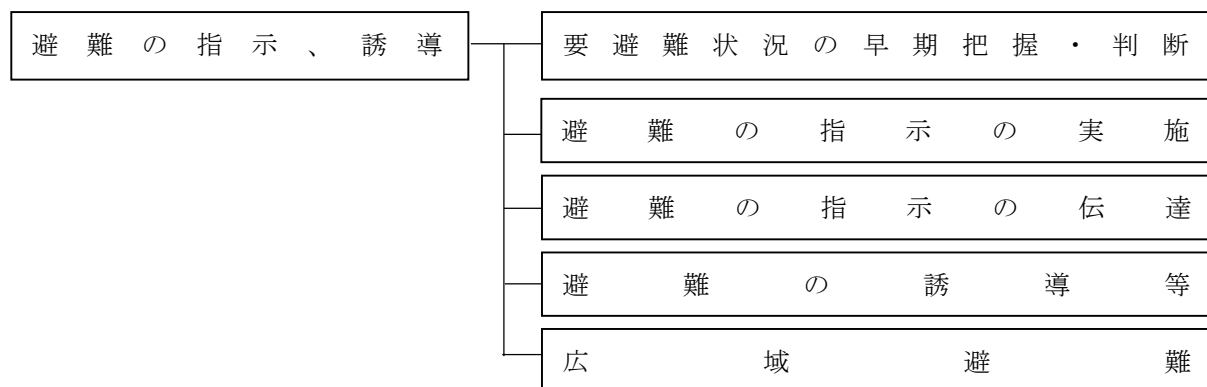 避難の指示、誘導
要避難状況の早期把握・判断
避難の指示の実施
避難の指示の伝達
避難の誘導等
広域避難